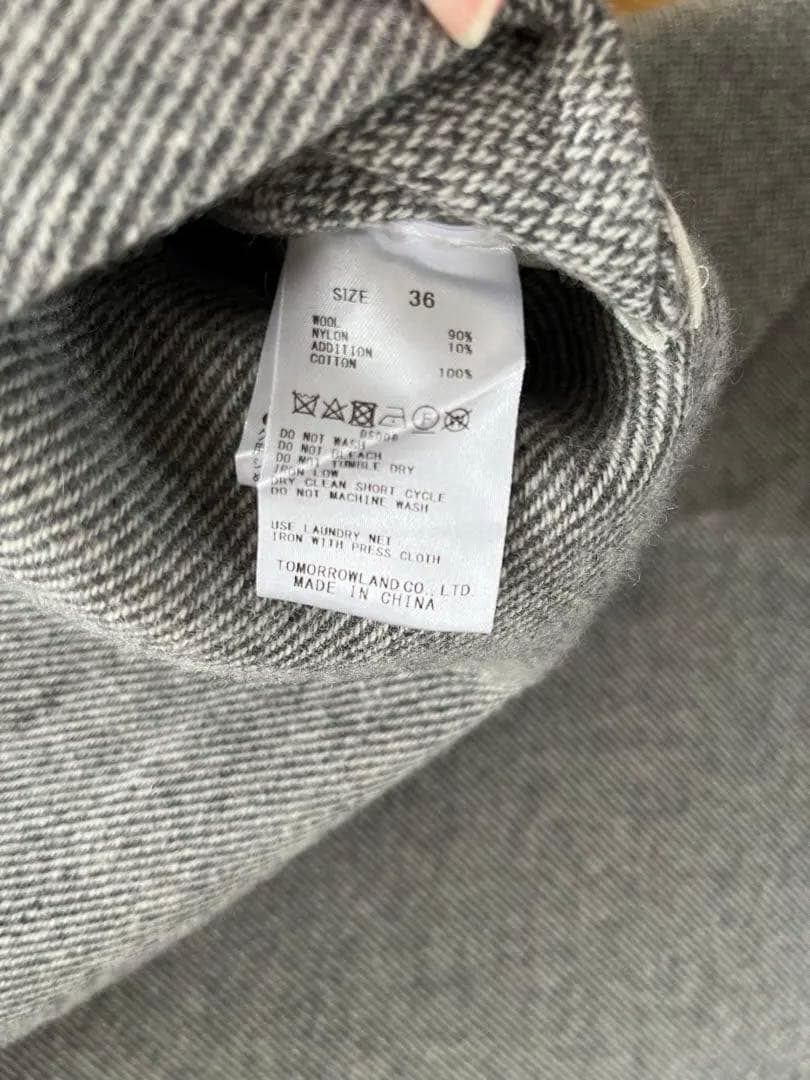 SIZE 36
WOOL
NYLON 90%
ADDITION 10%
COTTON
100%
F
DO NOT WASH
DO NOT BLEACH
DO NOT TUMBLE DRY
IRON LOW
DRY CLEAN SHORT CYCLE
DO NOT MACHINE WASH
USE LAUNDRY NET
IRON WITH PRESS CLOTH
TOMORROWLAND CO., LTD.
MADE IN CHINA